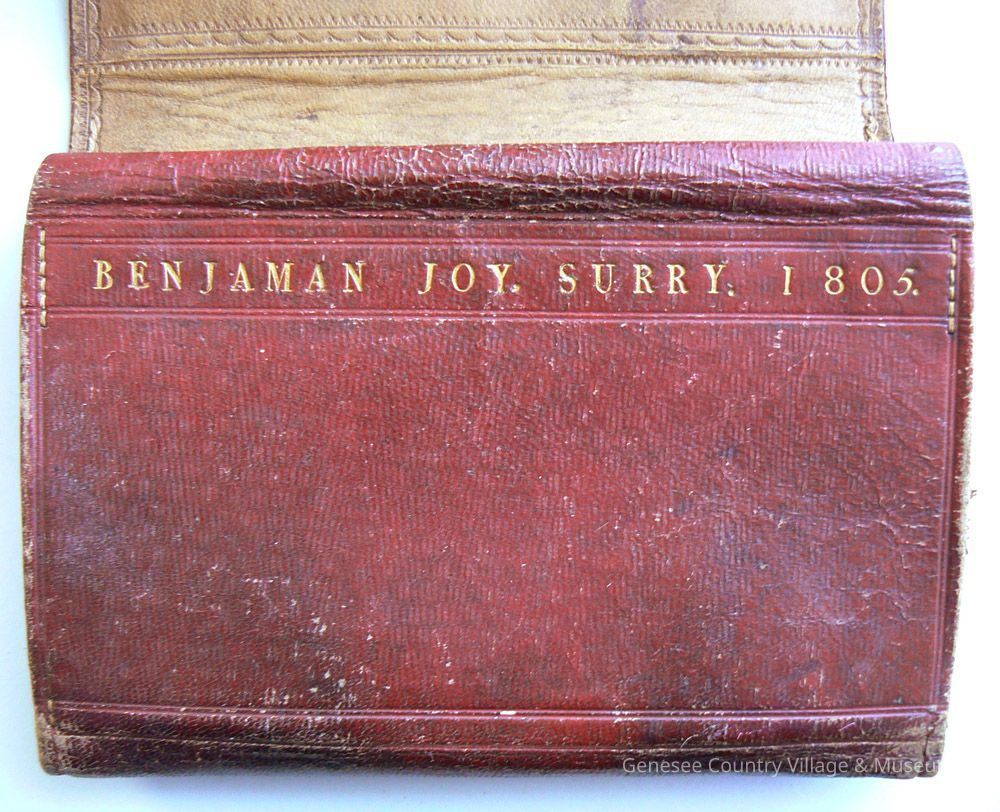 BENJAMAN JOY. SURRY. 1805.
Genesee Country Village & Museum